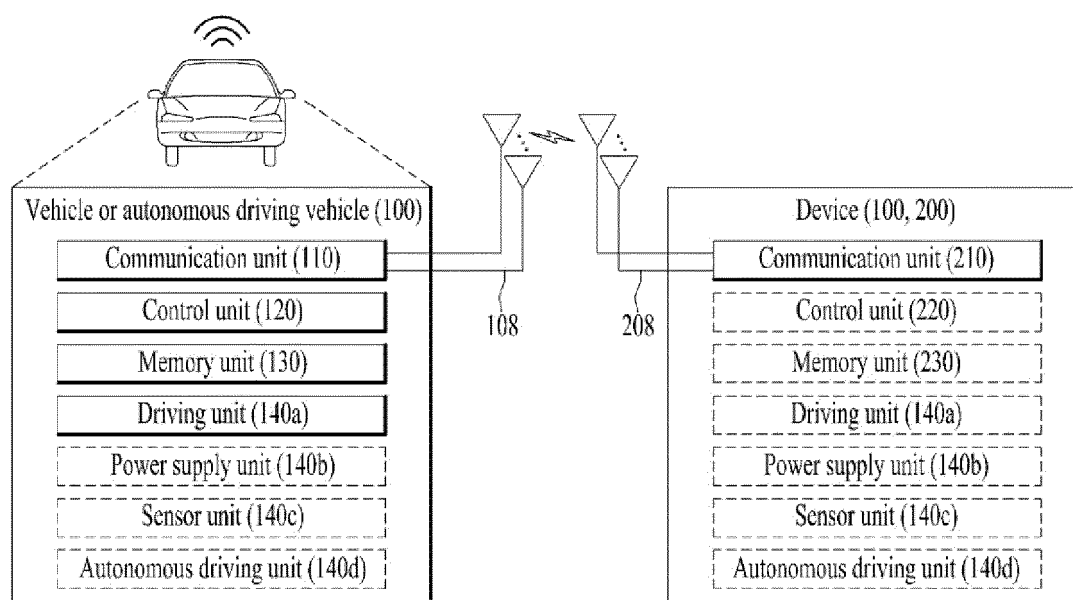 Vehicle or autonomous driving vehicle (100)
Communication unit (110)
Control unit (120)
Memory unit (130)
Driving unit (140a)
Power supply unit (140b)
Sensor unit (140c)
Autonomous driving unit (140d)
108
208
Device (100, 200)
Communication unit (210)
Control unit (220)
Memory unit (230)
Driving unit (140a)
Power supply unit (140b)
Sensor unit (140c)
Autonomous driving unit (140d)